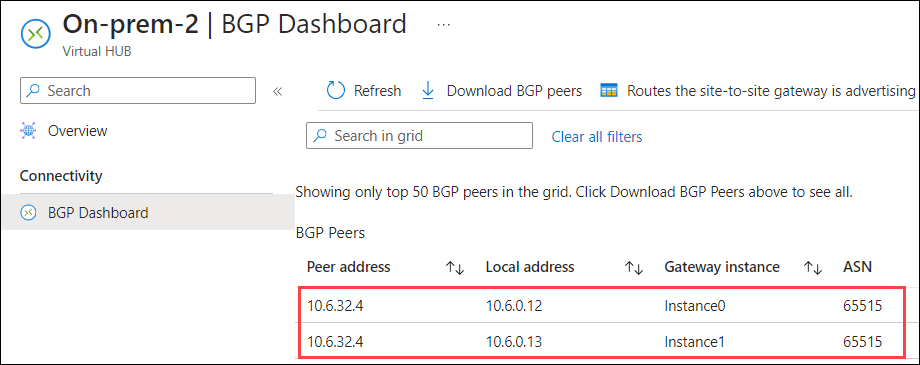 On-prem-2 | BGP Dashboard ...
Virtual HUB
Search
«
Refresh
Download BGP peers
Routes the site-to-site gateway is advertising
Overview
Search in grid
Clear all filters
Connectivity
BGP Dashboard
Showing only top 50 BGP peers in the grid. Click Download BGP Peers above to see all.
BGP Peers
Peer address ↑↓ Local address ↑↓ Gateway instance ↑↓ ASN
10.6.32.4 10.6.0.12 Instance0 65515
10.6.32.4 10.6.0.13 Instance1 65515